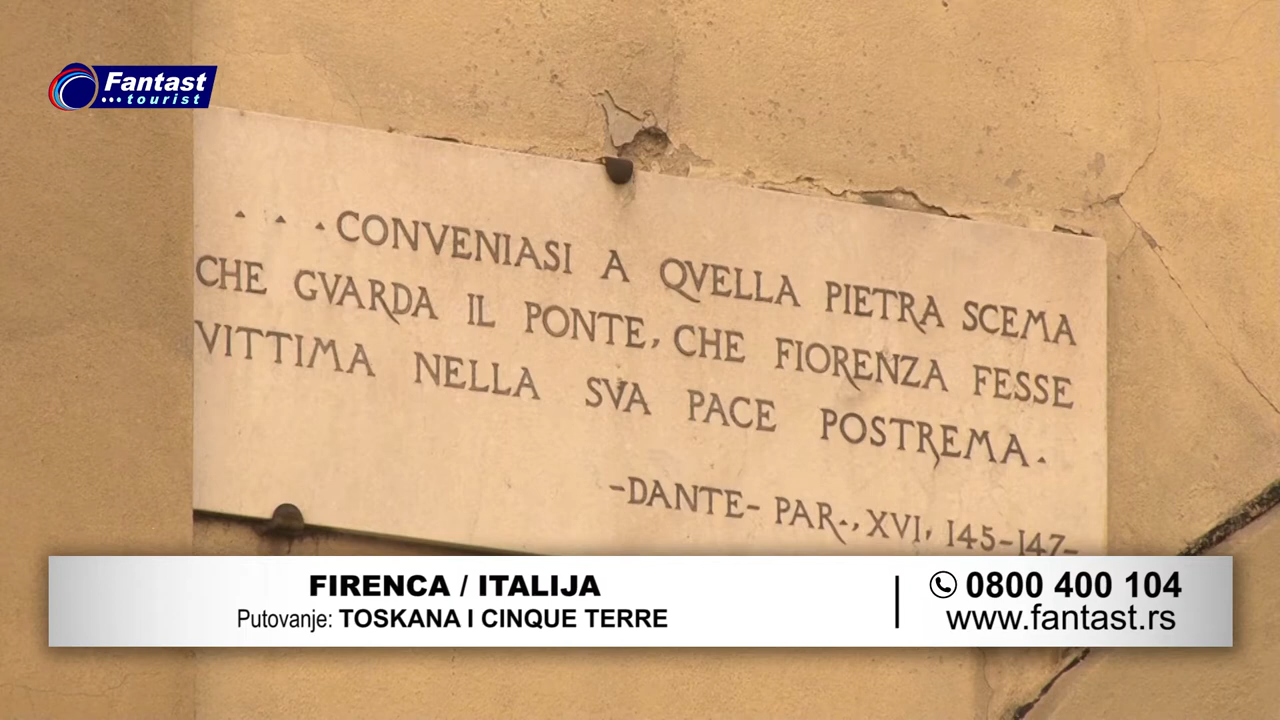 Fantast
tourist
...CONVENIASI A QVELLA PIETRA SCEMA
CHE GVARDA IL PONTE, CHE FIORENZA FESSE
VITTIMA NELLA SVA PACE POSTREMA.
-DANTE- PAR., XVI, 145-147-
FIRENCA / ITALIJA
Putovanje: TOSKANA I CINQUE TERRE
0800 400 104
www.fantast.rs